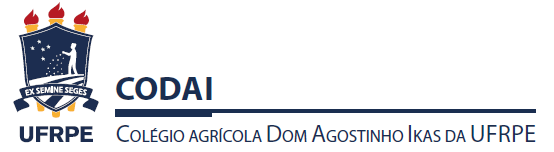 EX SEMINE SEGES
UFRPE
CODAI
COLÉGIO AGRÍCOLA DOM AGOSTINHO IKAS DA UFRPE